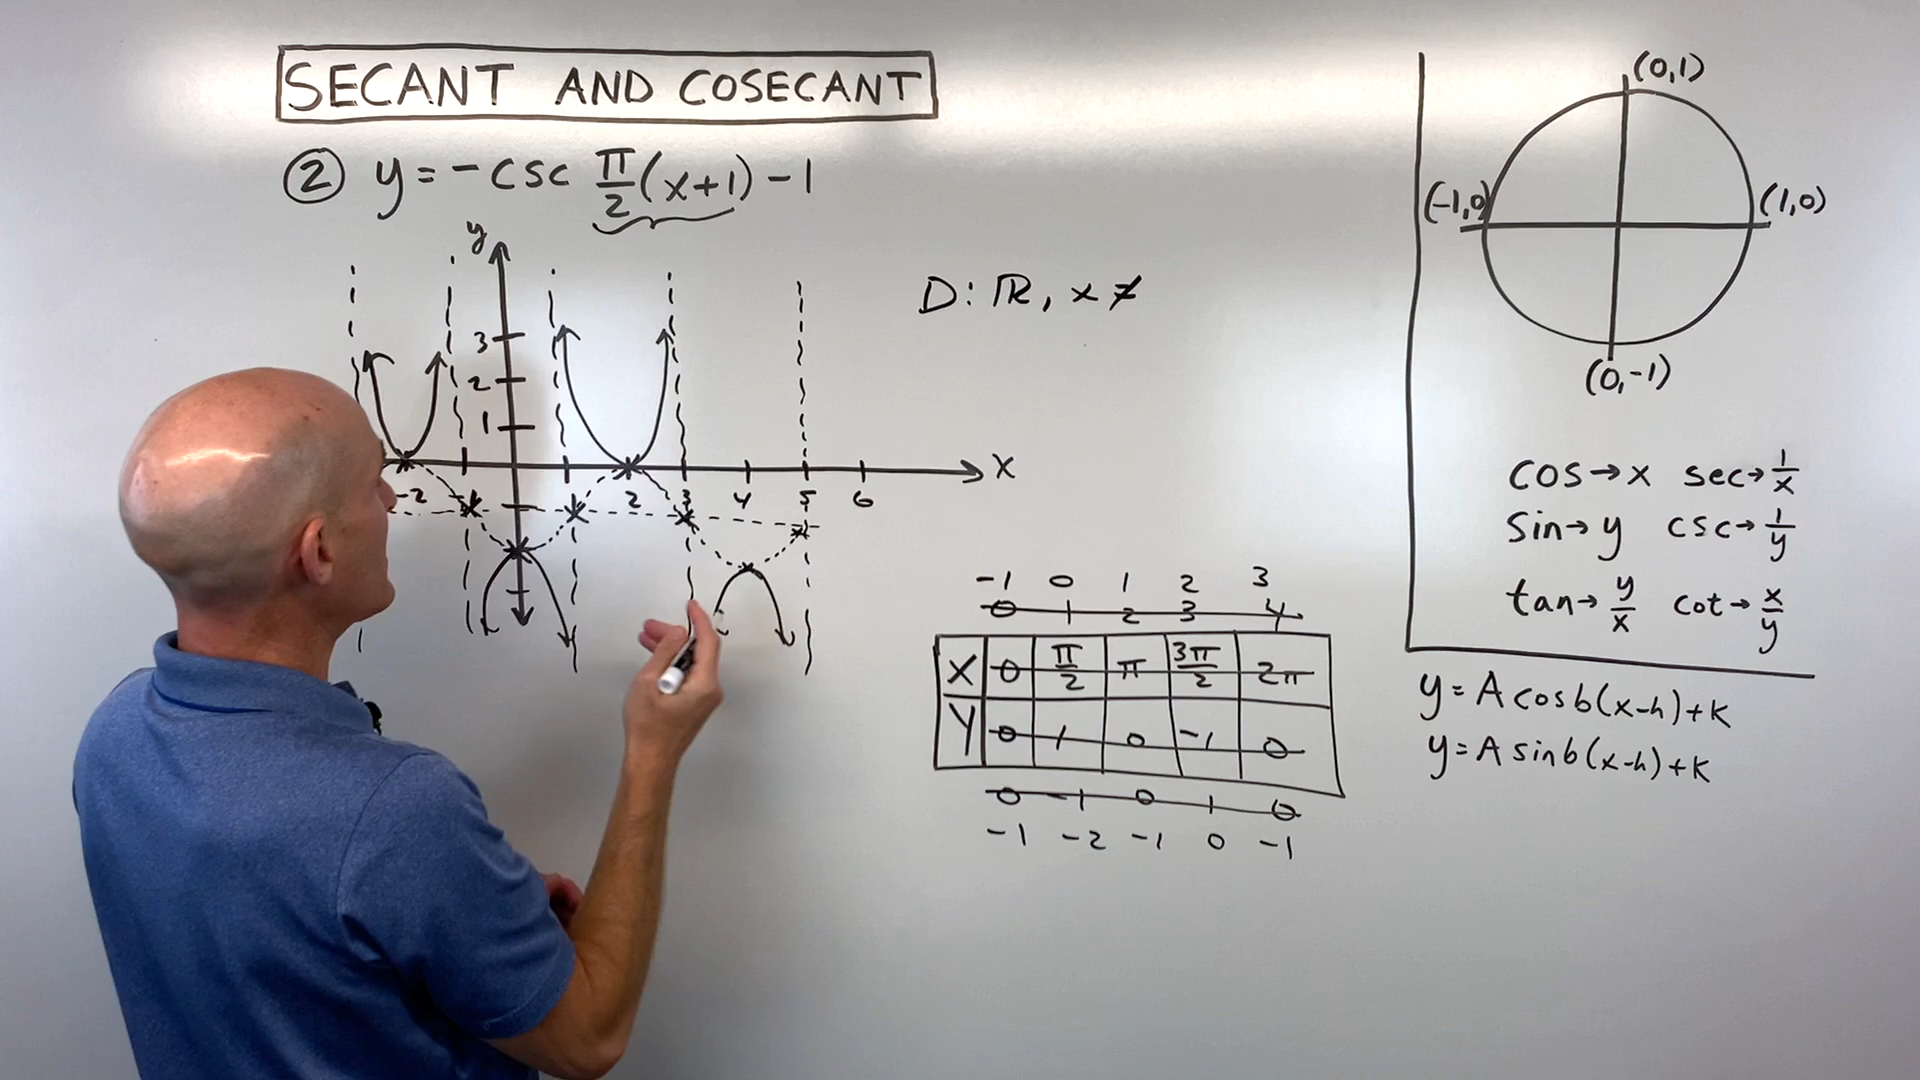 SECANT AND COSECANT
② y = -csc π/2 (x+1) - 1
y
3
2
1
x
-2 -1 1 2 3 4 5 6
D: ℝ, x ≠
-1 0 1 2 3
0 1 2 3 4
X 0 π/2 π 3π/2 2π
Y 0 1 0 -1 0
0 -1 0 1 0
-1 -2 -1 0 -1
(0,1)
(-1,0) (1,0)
(0,-1)
cos→x sec→1/x
sin→y csc→1/y
tan→y/x cot→x/y
y = A cos b(x-h)+K
y = A sin b(x-h)+K